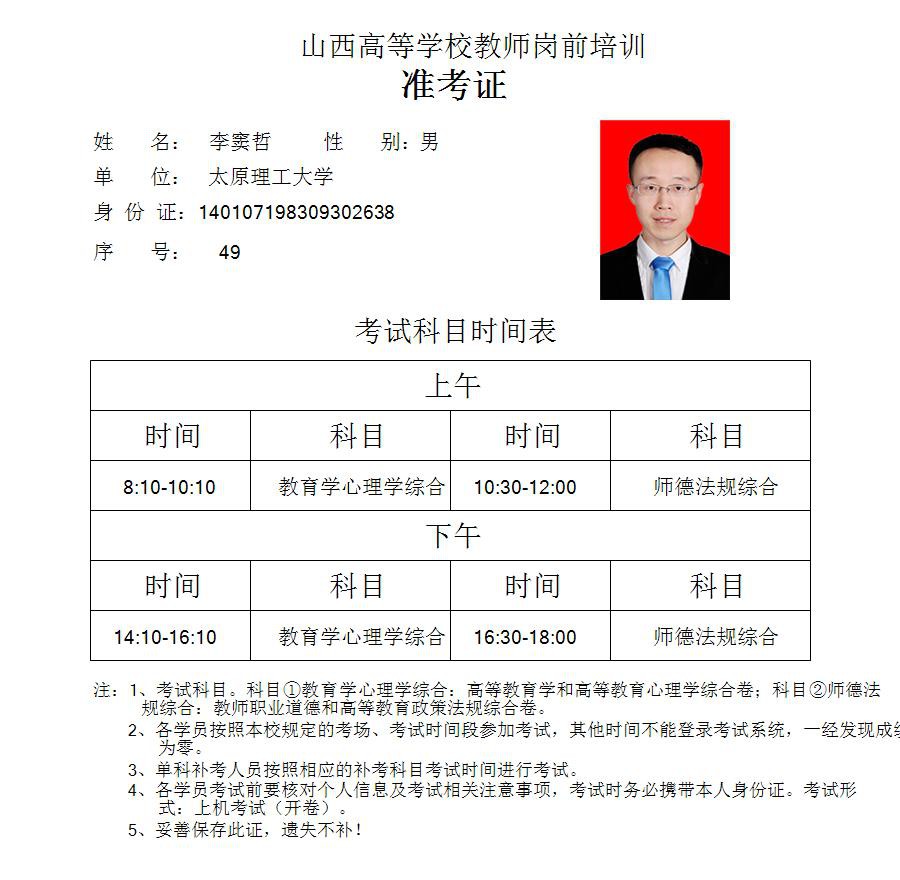 山西高等学校教师岗前培训
准考证
姓 名： 李窦哲 性 别：男
单 位： 太原理工大学
身 份 证：140107198309302638
序 号： 49
考试科目时间表
上午
时间 科目 时间 科目
8:10-10:10 教育学心理学综合 10:30-12:00 师德法规综合
下午
时间 科目 时间 科目
14:10-16:10 教育学心理学综合 16:30-18:00 师德法规综合
注：1、考试科目。科目①教育学心理学综合：高等教育学和高等教育心理学综合卷；科目②师德法
规综合：教师职业道德和高等教育政策法规综合卷。
2、各学员按照本校规定的考场、考试时间段参加考试，其他时间不能登录考试系统，一经发现成绩
为零。
3、单科补考人员按照相应的补考科目考试时间进行考试。
4、各学员考试前要核对个人信息及考试相关注意事项，考试时务必携带本人身份证。考试形
式：上机考试（开卷）。
5、妥善保存此证，遗失不补！